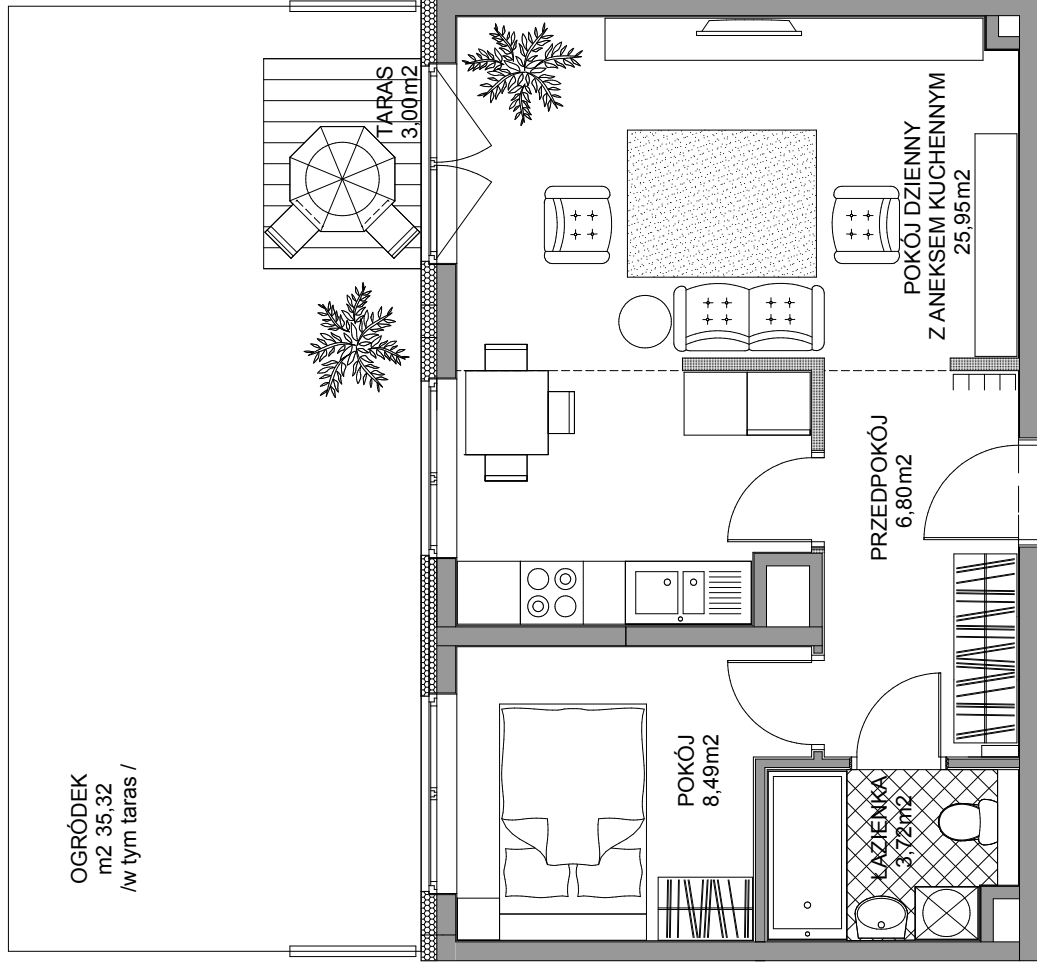 TARAS
3,00m2
POKÓJ DZIENNY
Z ANEKSEM KUCHENNYM
25,95m2
PRZEDPOKÓJ
6,80m2
POKÓJ
8,49m2
ŁAZIENKA
3,72m2
OGRÓDEK
m2 35,32
/w tym taras /